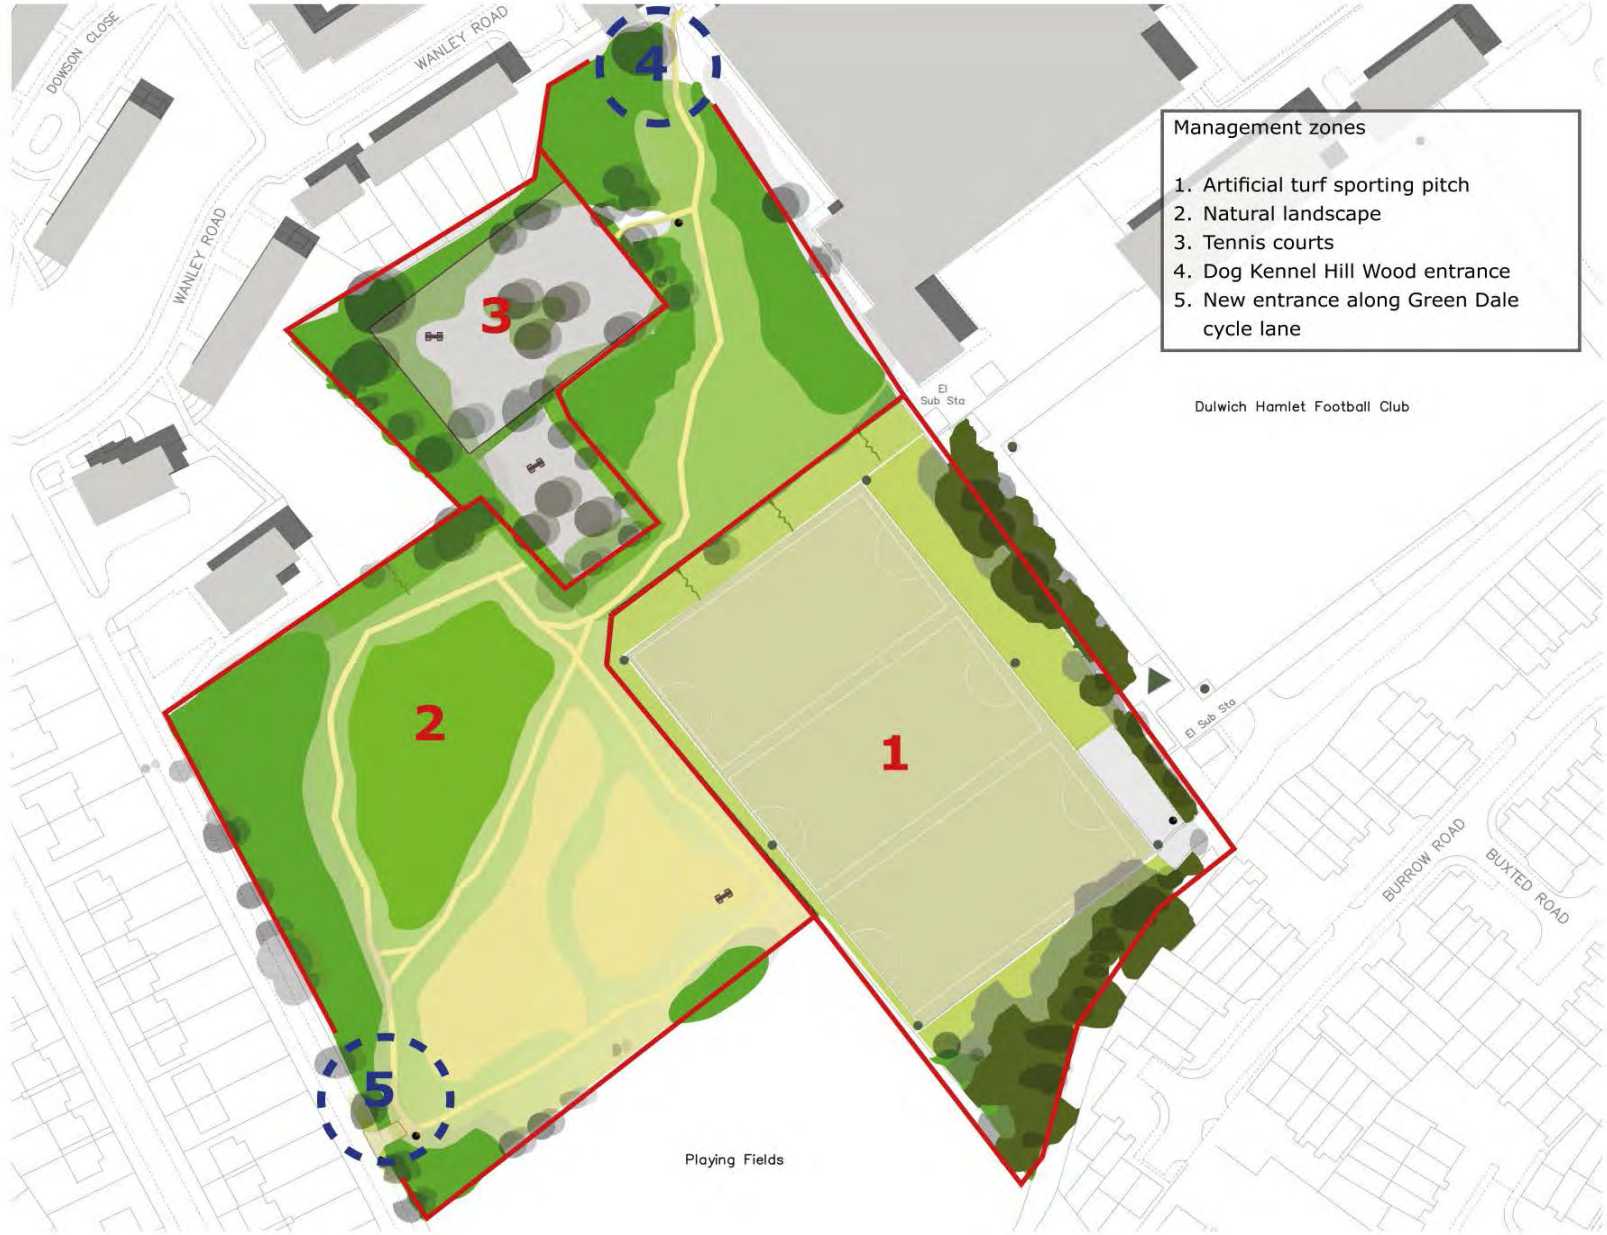 DOWSON CLOSE
WANLEY ROAD
4
Management zones
1. Artificial turf sporting pitch
2. Natural landscape
3. Tennis courts
4. Dog Kennel Hill Wood entrance
5. New entrance along Green Dale
cycle lane
WANLEY ROAD
3
El
Sub Sta
Dulwich Hamlet Football Club
2
El Sub Sta
1
BURROW ROAD
BUXTED ROAD
5
Playing Fields